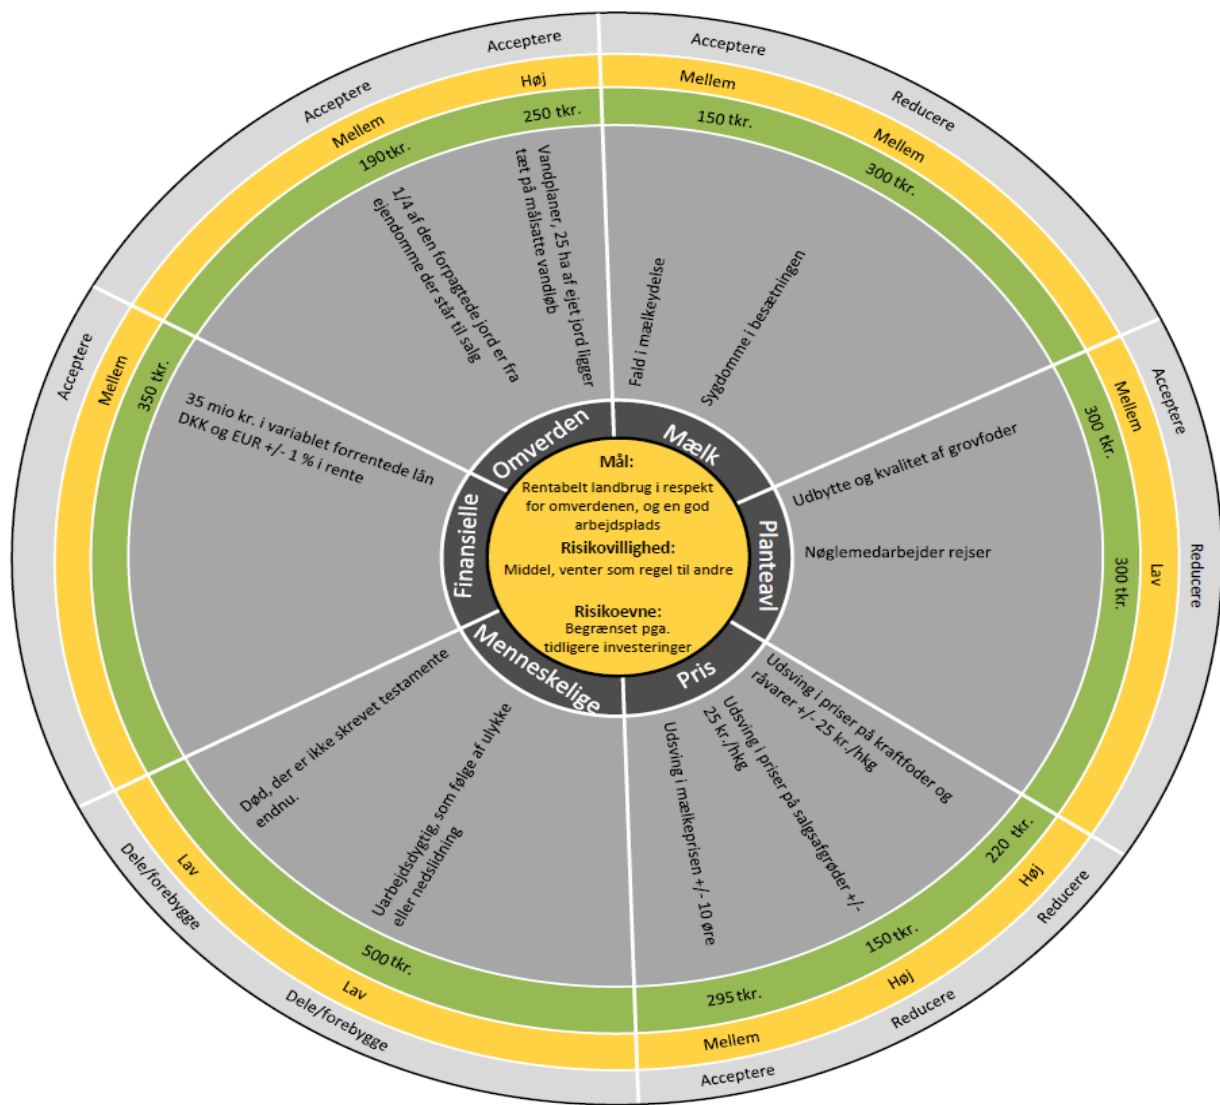 Mål:
Rentabelt landbrug i respekt
for omverdenen, og en god
arbejdsplads
Risikovillighed:
Middel, venter som regel til andre
Risikoevne:
Begrænset pga.
tidligere investeringer
Mælk
Fald i mælkeydelse
150 tkr.
Mellem
Acceptere
Sygdomme i besætningen
300 tkr.
Mellem
Reducere
Planteavl
Udbytte og kvalitet af grovfoder
300 tkr.
Mellem
Acceptere
Nøglemedarbejder rejser
300 tkr.
Lav
Reducere
Pris
Udsving i priser på kraftfoder og
råvarer +/- 25 kr./hkg
220 tkr.
Høj
Reducere
Udsving i priser på salgsafgrøder +/-
25 kr./hkg
150 tkr.
Høj
Reducere
Udsving i mælkeprisen +/- 10 øre
295 tkr.
Mellem
Acceptere
Menneskelige
Uarbejdsdygtig, som følge af ulykke
eller nedslidning
500 tkr.
Lav
Dele/forebygge
Død, der er ikke skrevet testamente
endnu.
Lav
Dele/forebygge
Finansielle
35 mio kr. i variablet forrentede lån
DKK og EUR +/- 1 % i rente
350 tkr.
Mellem
Acceptere
Omverden
1/4 af den forpagtede jord er fra
ejendomme der står til salg
190 tkr.
Mellem
Acceptere
Vandplaner, 25 ha af ejet jord ligger
tæt på målsatte vandløb
250 tkr.
Høj
Acceptere